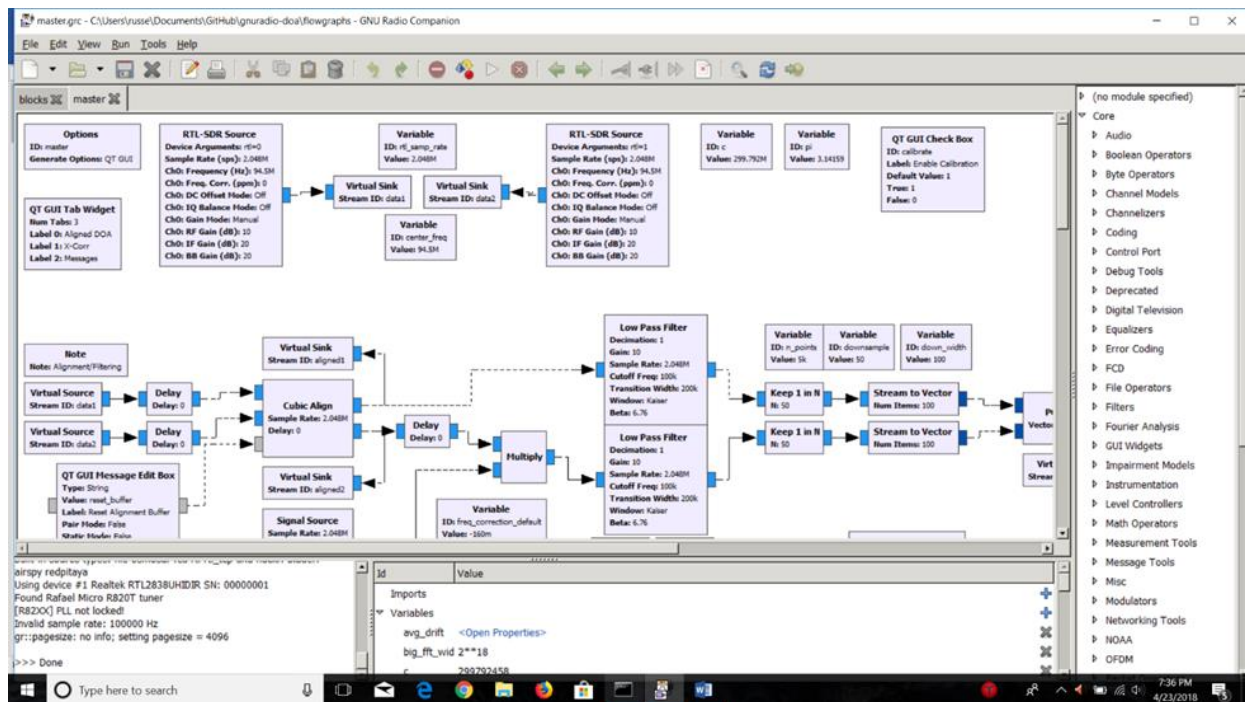 master.grc - C:\Users\russe\Documents\GitHub\gnuradio-doa\flowgraphs - GNU Radio Companion
File Edit View Run Tools Help
blocks
master
Options
ID: master
Generate Options: QT GUI
RTL-SDR Source
Device Arguments: rtl=0
Sample Rate (sps): 2.048M
Ch0: Frequency (Hz): 94.5M
Ch0: Freq. Corr. (ppm): 0
Ch0: DC Offset Mode: Off
Ch0: IQ Balance Mode: Off
Ch0: Gain Mode: Manual
Ch0: RF Gain (dB): 10
Ch0: IF Gain (dB): 20
Ch0: BB Gain (dB): 20
Variable
ID: rtl_samp_rate
Value: 2.048M
Virtual Sink
Stream ID: data1
Virtual Sink
Stream ID: data2
Variable
ID: center_freq
Value: 94.5M
RTL-SDR Source
Device Arguments: rtl=1
Sample Rate (sps): 2.048M
Ch0: Frequency (Hz): 94.5M
Ch0: Freq. Corr. (ppm): 0
Ch0: DC Offset Mode: Off
Ch0: IQ Balance Mode: Off
Ch0: Gain Mode: Manual
Ch0: RF Gain (dB): 10
Ch0: IF Gain (dB): 20
Ch0: BB Gain (dB): 20
Variable
ID: c
Value: 299.792M
Variable
ID: pi
Value: 3.14159
QT GUI Check Box
ID: calibrate
Label: Enable Calibration
Default Value: 1
True: 1
False: 0
QT GUI Tab Widget
Num Tabs: 3
Label 0: Aligned DOA
Label 1: X-Corr
Label 2: Messages
Note
Note: Alignment/Filtering
Virtual Source
Stream ID: data1
Delay
Delay: 0
Virtual Source
Stream ID: data2
Delay
Delay: 0
Virtual Sink
Stream ID: aligned1
Cubic Align
Sample Rate: 2.048M
Delay: 0
Virtual Sink
Stream ID: aligned2
Signal Source
Sample Rate: 2.048M
QT GUI Message Edit Box
Type: String
Value: reset_buffer
Label: Reset Alignment Buffer
Pair Mode: False
Static Mode: False
Delay
Delay: 0
Multiply
Variable
ID: freq_correction_default
Value: -160m
Low Pass Filter
Decimation: 1
Gain: 10
Sample Rate: 2.048M
Cutoff Freq: 100k
Transition Width: 200k
Window: Kaiser
Beta: 6.76
Low Pass Filter
Decimation: 1
Gain: 10
Sample Rate: 2.048M
Cutoff Freq: 100k
Transition Width: 200k
Window: Kaiser
Beta: 6.76
Variable
ID: n_points
Value: 5k
Variable
ID: downsample
Value: 50
Variable
ID: down_width
Value: 100
Keep 1 in N
N: 50
Stream to Vector
Num Items: 100
Keep 1 in N
N: 50
Stream to Vector
Num Items: 100
(no module specified)
Core
Audio
Boolean Operators
Byte Operators
Channel Models
Channelizers
Coding
Control Port
Debug Tools
Deprecated
Digital Television
Equalizers
Error Coding
FCD
File Operators
Filters
Fourier Analysis
GUI Widgets
Impairment Models
Instrumentation
Level Controllers
Math Operators
Measurement Tools
Message Tools
Misc
Modulators
Networking Tools
NOAA
OFDM
airspy redpitaya
Using device #1 Realtek RTL2838UHIDIR SN: 00000001
Found Rafael Micro R820T tuner
[R82XX] PLL not locked!
Invalid sample rate: 100000 Hz
gr::pagesize: no info; setting pagesize = 4096
>>> Done
Id Value
Imports
Variables
avg_drift <Open Properties>
big_fft_wid 2**18
c 299792458
Type here to search
7:36 PM
4/23/2018